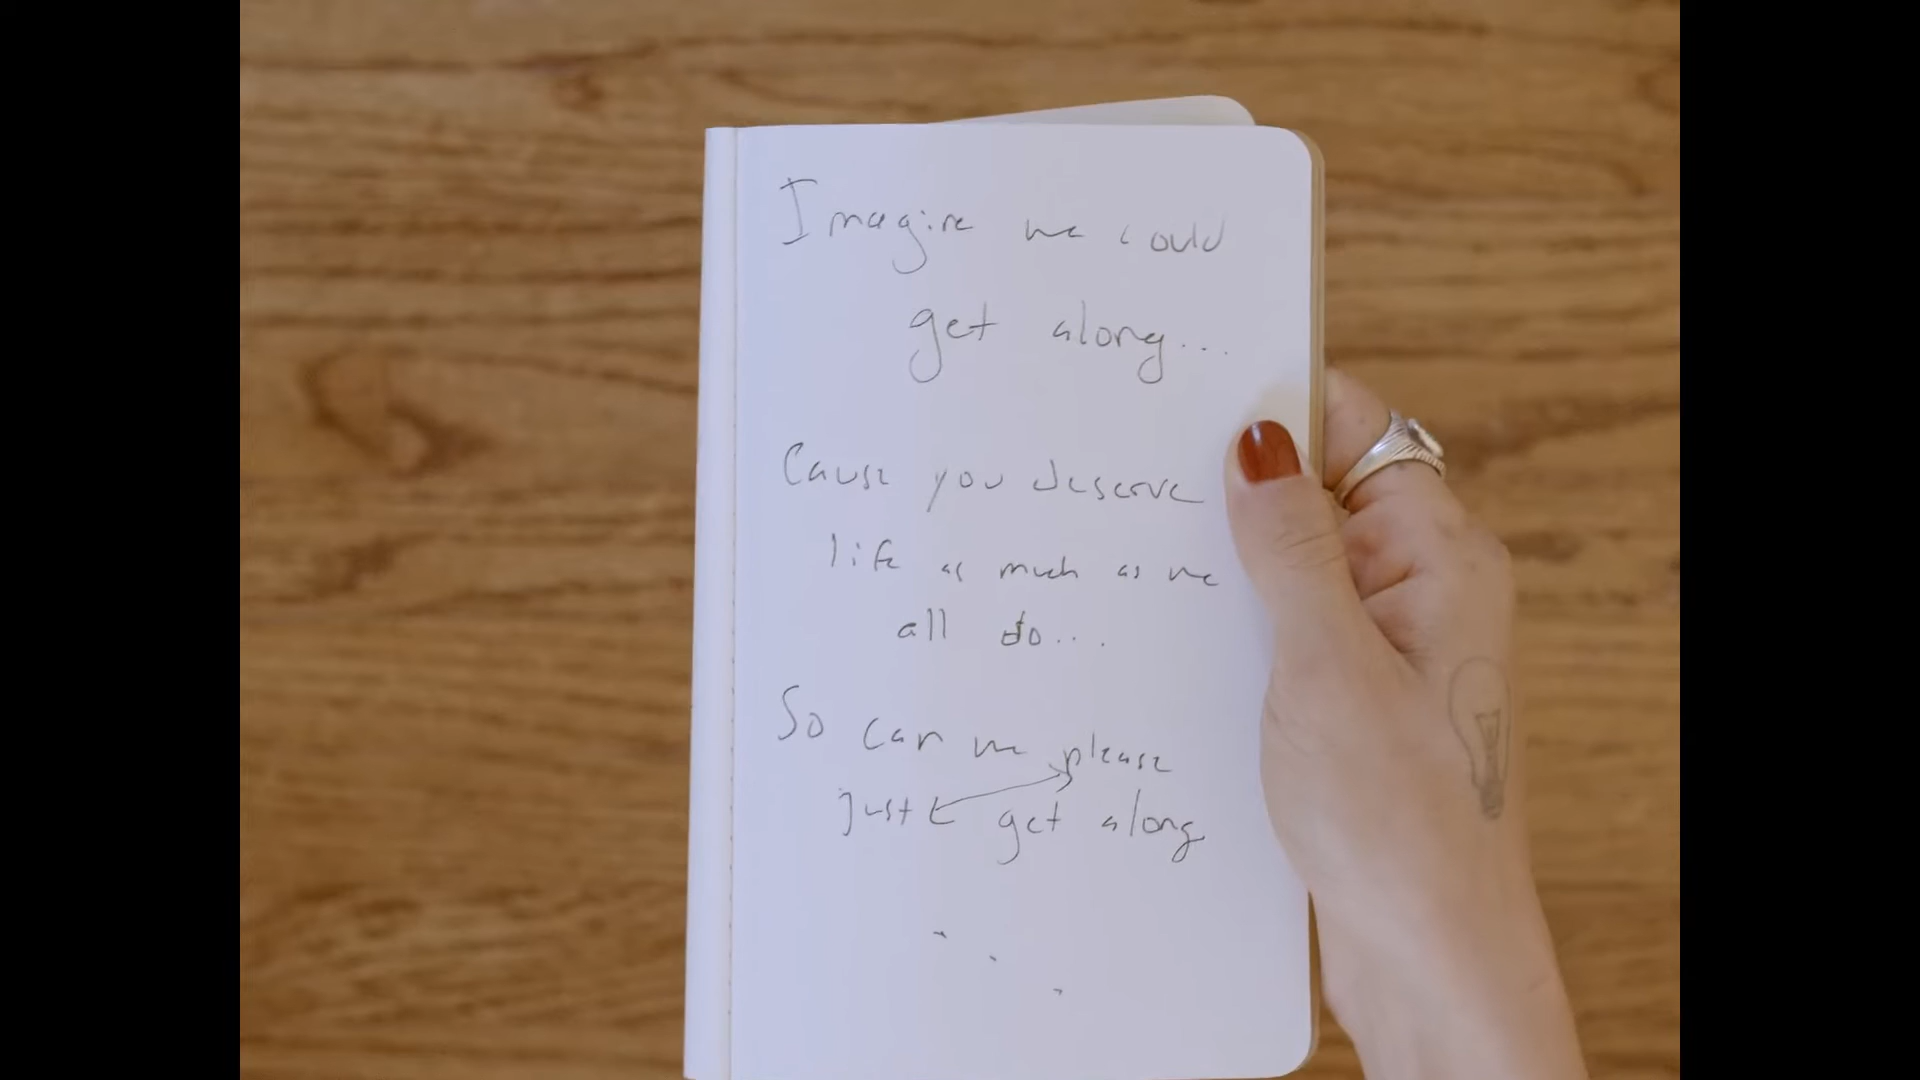 Imagine we could
get along...
Cause you deserve
life as much as we
all do...
So can we please
just get along
...